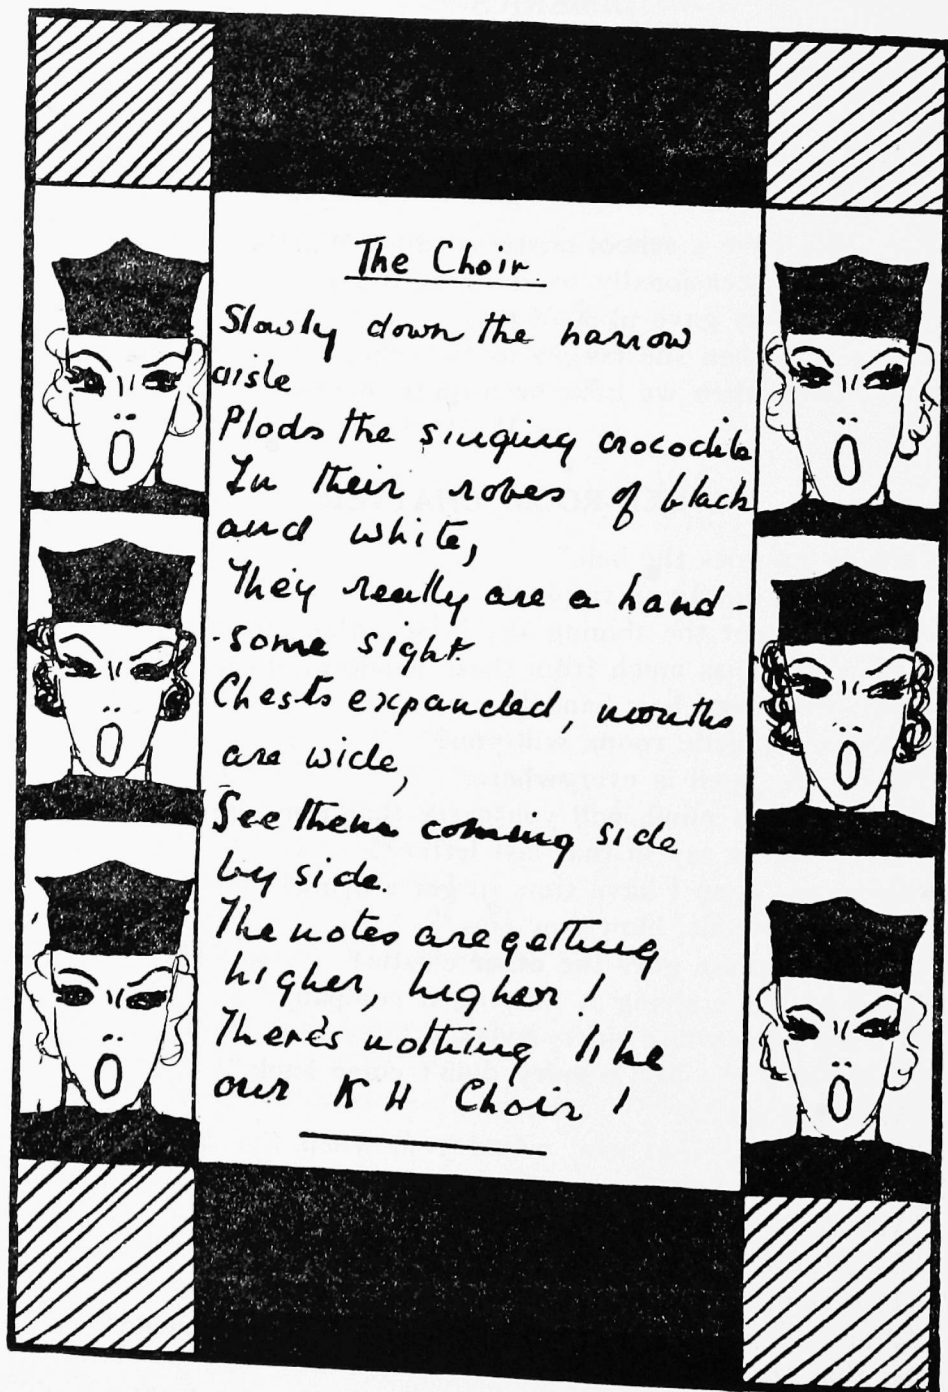 The Choir
Slowly down the narrow
aisle
Plods the singing crocodile
In their robes of black
and white,
They really are a hand-
-some sight
Chests expanded, mouths
are wide,
See them coming side
by side.
The notes are getting
higher, higher!
There's nothing like
our K H Choir!